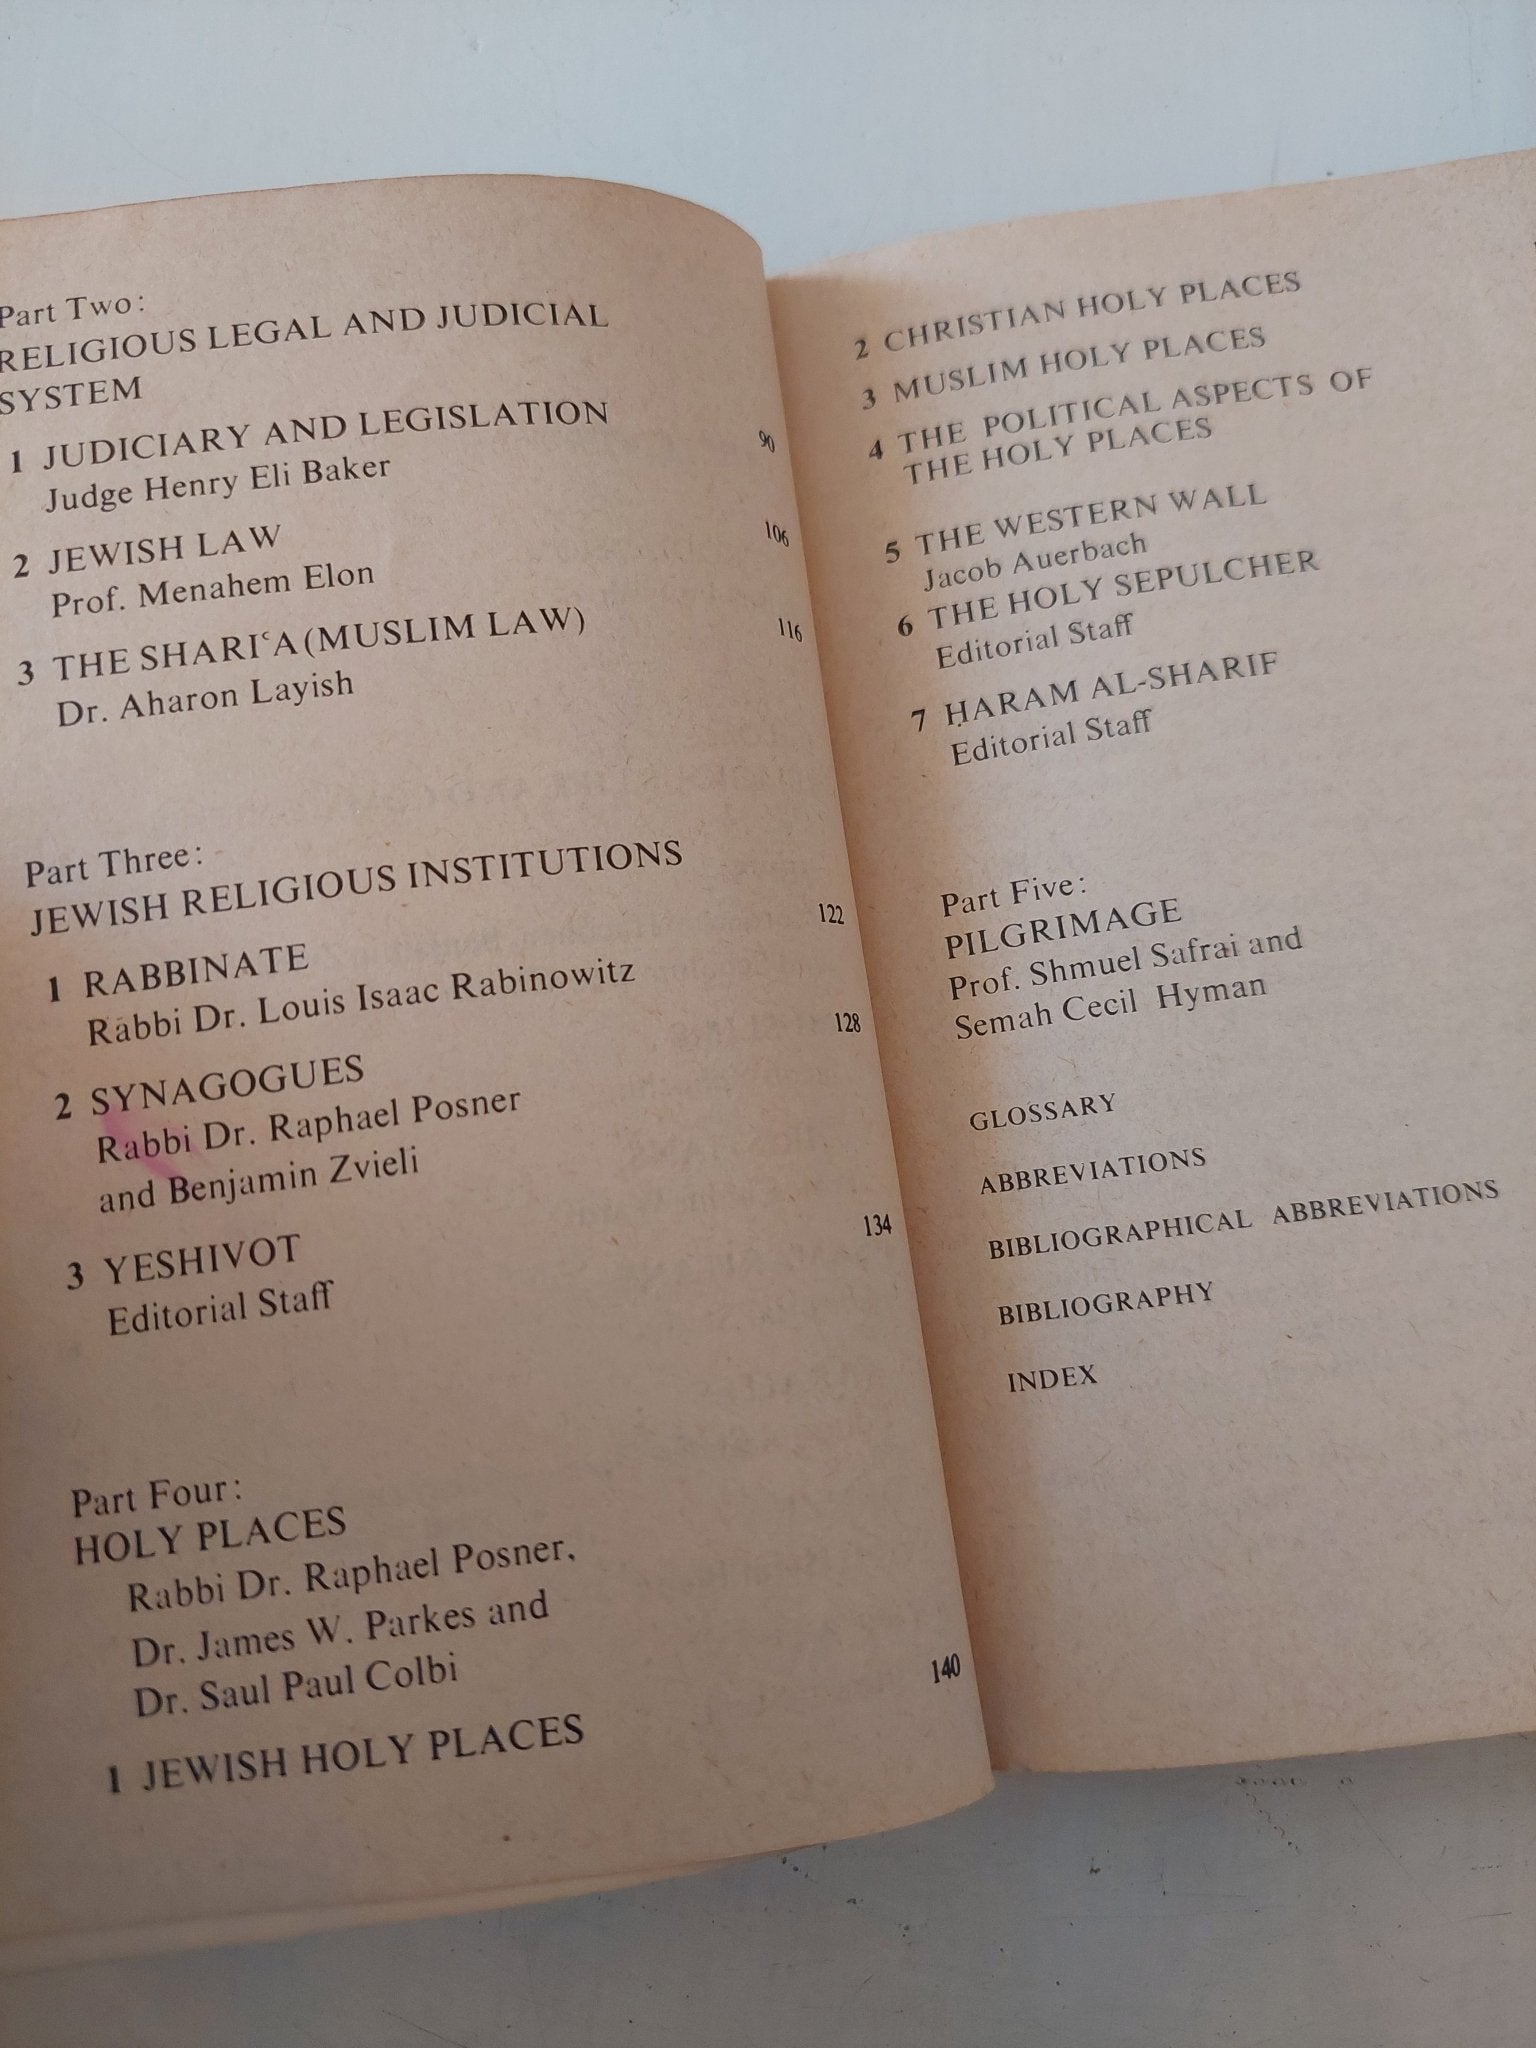 Part Two:
RELIGIOUS LEGAL AND JUDICIAL
SYSTEM
1 JUDICIARY AND LEGISLATION 90
Judge Henry Eli Baker
2 JEWISH LAW 106
Prof. Menahem Elon
3 THE SHARIʿA (MUSLIM LAW) 116
Dr. Aharon Layish
Part Three:
JEWISH RELIGIOUS INSTITUTIONS
1 RABBINATE 122
Rabbi Dr. Louis Isaac Rabinowitz
2 SYNAGOGUES 128
Rabbi Dr. Raphael Posner
and Benjamin Zvieli
3 YESHIVOT 134
Editorial Staff
Part Four:
HOLY PLACES
Rabbi Dr. Raphael Posner,
Dr. James W. Parkes and
Dr. Saul Paul Colbi
1 JEWISH HOLY PLACES 140
2 CHRISTIAN HOLY PLACES
3 MUSLIM HOLY PLACES
4 THE POLITICAL ASPECTS OF
THE HOLY PLACES
5 THE WESTERN WALL
Jacob Auerbach
6 THE HOLY SEPULCHER
Editorial Staff
7 ḤARAM AL-SHARIF
Editorial Staff
Part Five:
PILGRIMAGE
Prof. Shmuel Safrai and
Semah Cecil Hyman
GLOSSARY
ABBREVIATIONS
BIBLIOGRAPHICAL ABBREVIATIONS
BIBLIOGRAPHY
INDEX